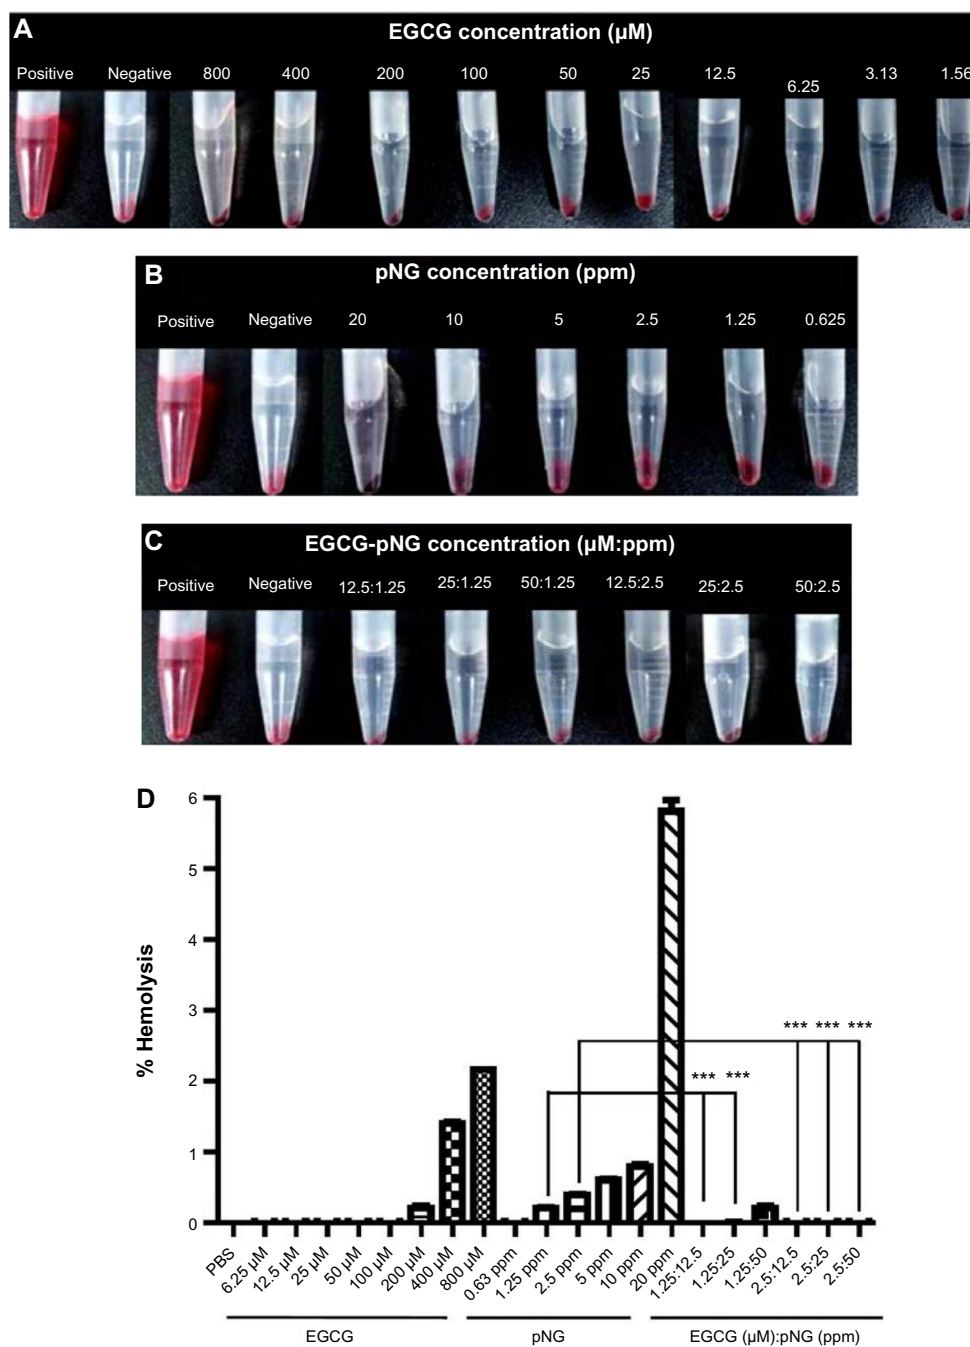 A
EGCG concentration (µM)
Positive Negative 800 400 200 100 50 25 12.5 6.25 3.13 1.56
B
pNG concentration (ppm)
Positive Negative 20 10 5 2.5 1.25 0.625
C
EGCG-pNG concentration (µM:ppm)
Positive Negative 12.5:1.25 25:1.25 50:1.25 12.5:2.5 25:2.5 50:2.5
D
% Hemolysis
6
5
4
3
2
1
0
*** *** ***
*** ***
PBS
6.25 µM
12.5 µM
25 µM
50 µM
100 µM
200 µM
400 µM
800 µM
0.63 ppm
1.25 ppm
2.5 ppm
5 ppm
10 ppm
20 ppm
1.25:12.5
1.25:25
1.25:50
2.5:12.5
2.5:25
2.5:50
EGCG
pNG
EGCG (µM):pNG (ppm)